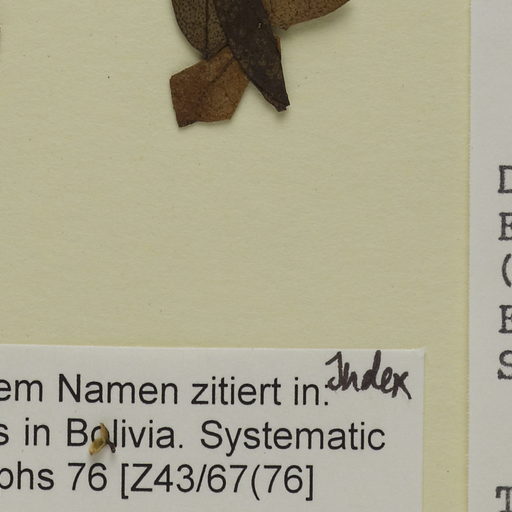 em Namen zitiert in: Index
s in Bolivia. Systematic
phs 76 [Z43/67(76]
D
E
(
E
S
T